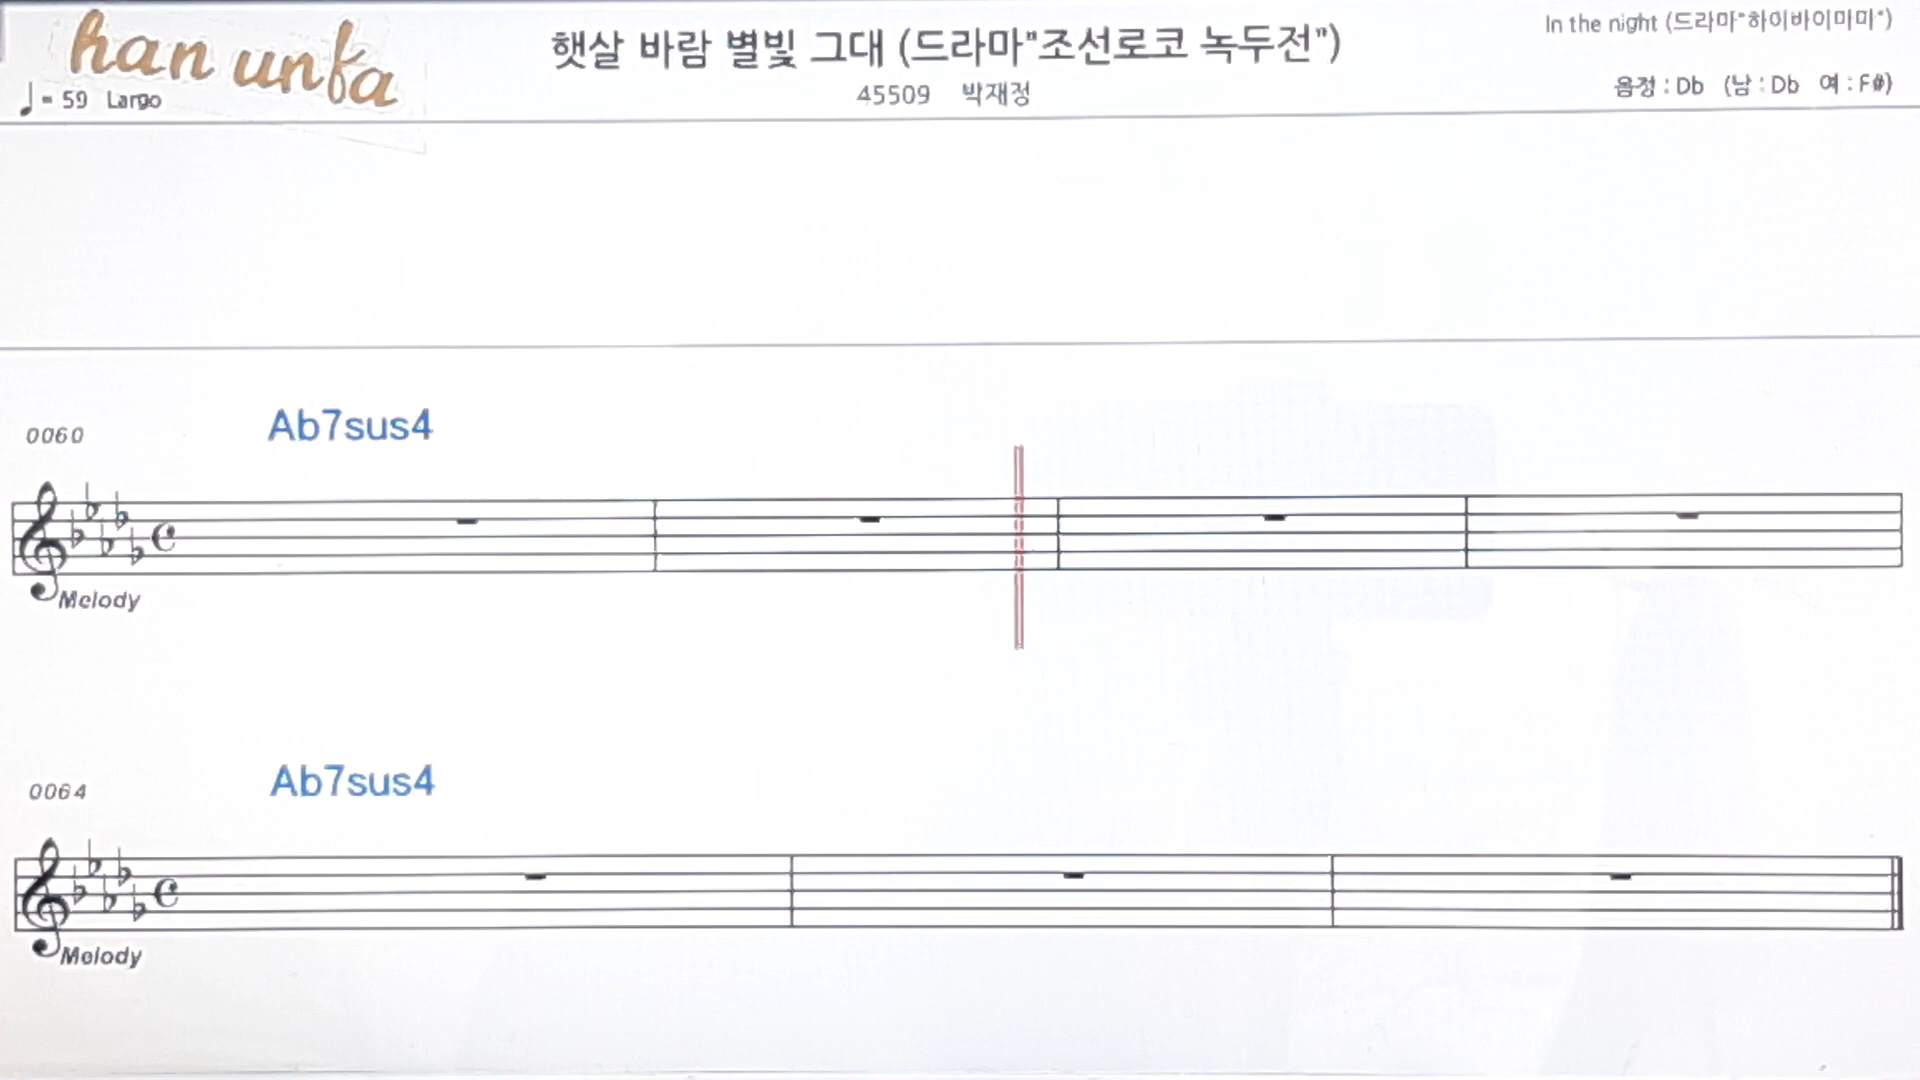 han unfa
♩= 59 Largo
햇살 바람 별빛 그대 (드라마"조선로코 녹두전")
45509 박재정
In the night (드라마"하이바이마마")
음정 : Db (남 : Db 여 : F#)
0060
Ab7sus4
Melody
0064
Ab7sus4
Melody